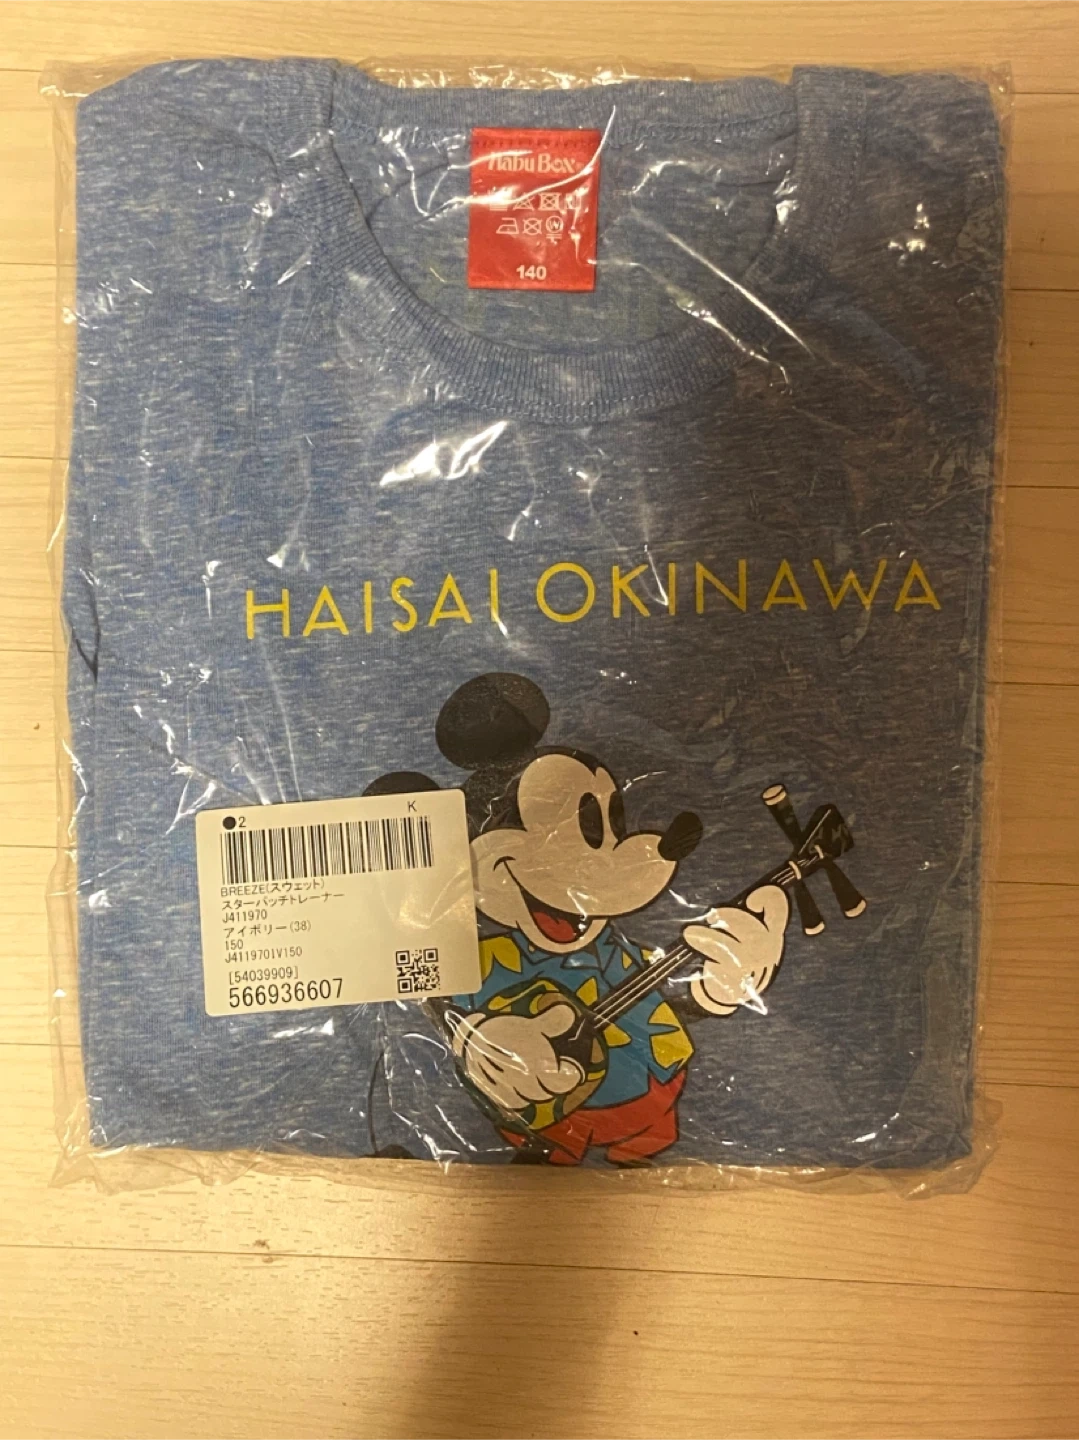 Habu Box
140
HAISAI OKINAWA
K
●2
BREEZE(スウェット)
スターパッチトレーナー
J411970
アイボリー(38)
150
J411970IV150
[54039909]
566936607